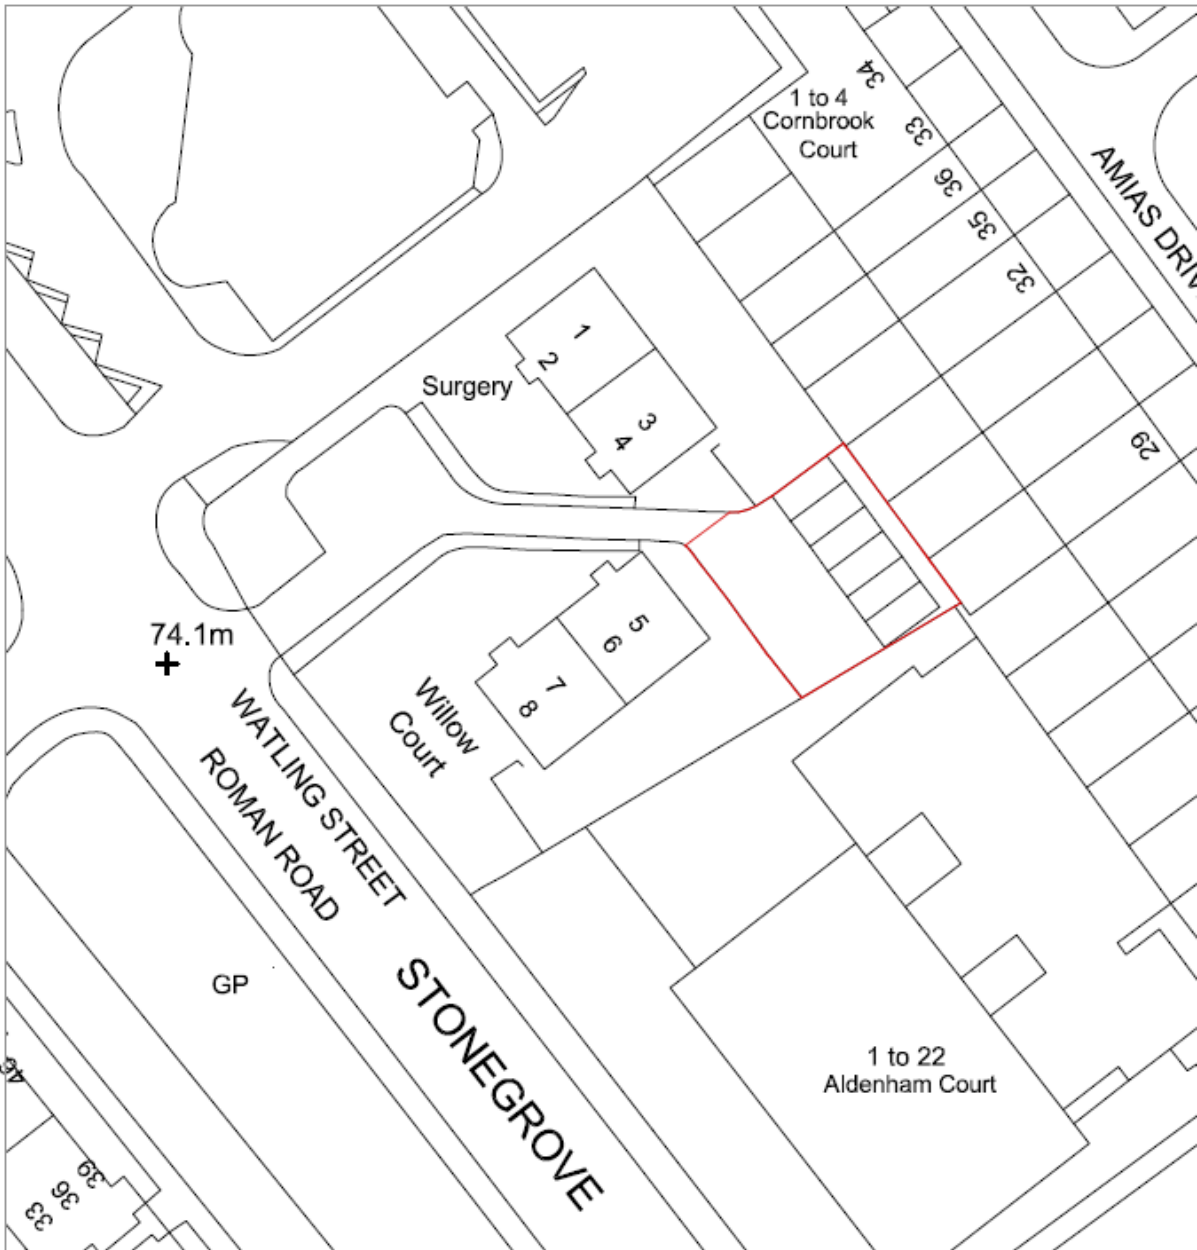 34
1 to 4
Cornbrook
Court
33
36
35
32
AMIAS DRIV
29
1
2
Surgery
3
4
5
6
7
8
Willow
Court
74.1m
WATLING STREET
ROMAN ROAD
STONEGROVE
GP
1 to 22
Aldenham Court
39
36
33